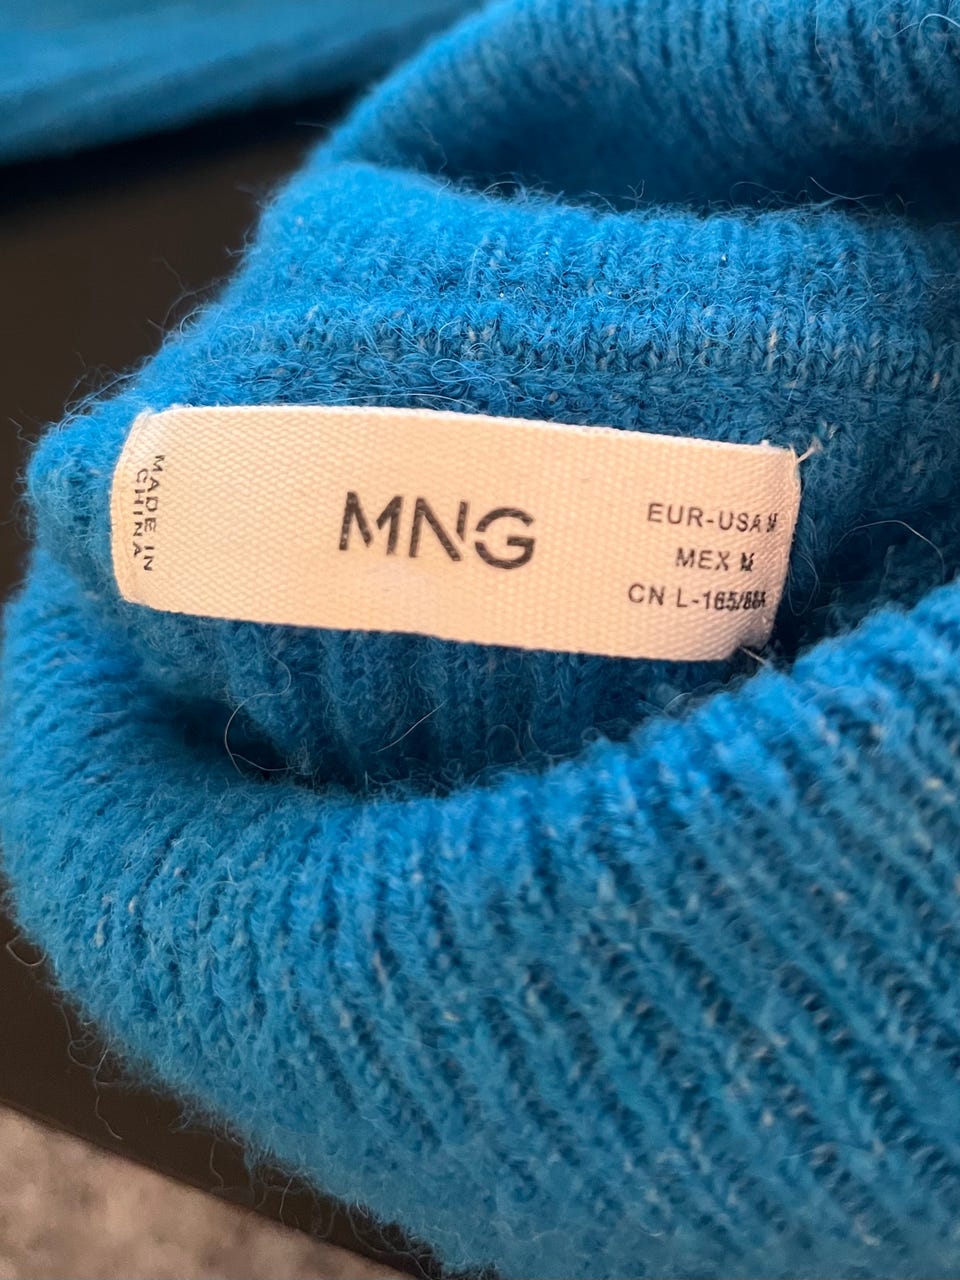 MADE IN
CHINA
MNG
EUR-USA M
MEX M
CN L-165/88A